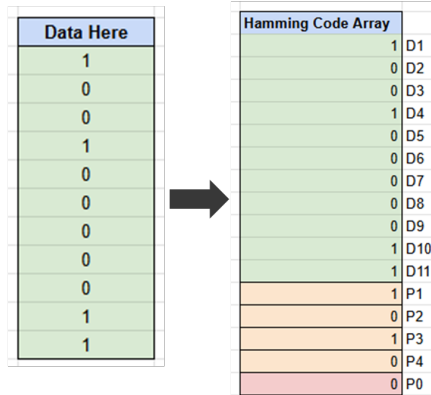 Data Here
1
0
0
1
0
0
0
0
0
1
1
Hamming Code Array
1 D1
0 D2
0 D3
1 D4
0 D5
0 D6
0 D7
0 D8
0 D9
1 D10
1 D11
1 P1
0 P2
1 P3
0 P4
0 P0